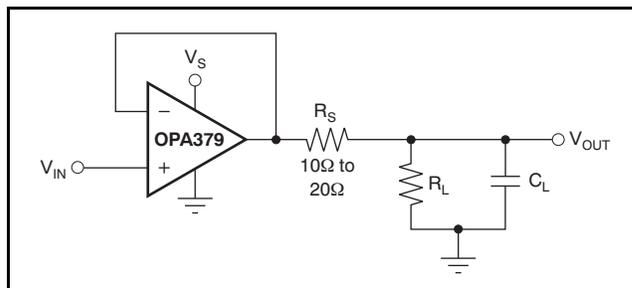 V_S
−
OPA379
+
V_IN
R_S
10Ω to
20Ω
R_L
C_L
V_OUT